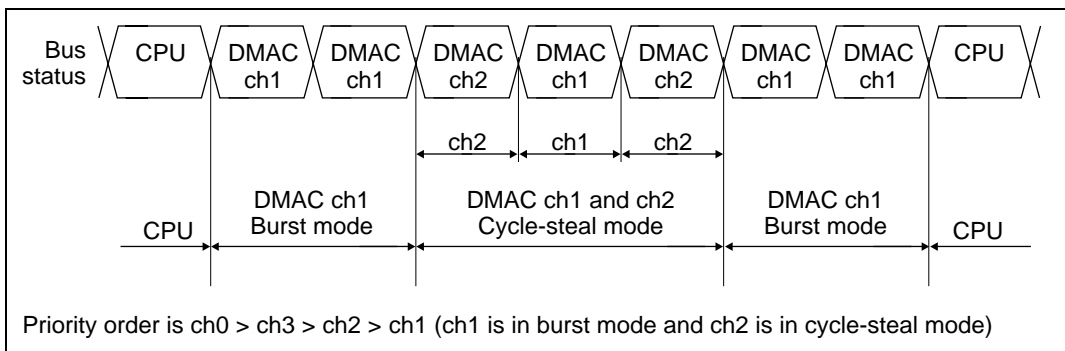 Bus status
CPU
DMAC ch1
DMAC ch1
DMAC ch2
DMAC ch1
DMAC ch2
DMAC ch1
DMAC ch1
CPU
ch2
ch1
ch2
CPU
DMAC ch1
Burst mode
DMAC ch1 and ch2
Cycle-steal mode
DMAC ch1
Burst mode
CPU
Priority order is ch0 > ch3 > ch2 > ch1 (ch1 is in burst mode and ch2 is in cycle-steal mode)